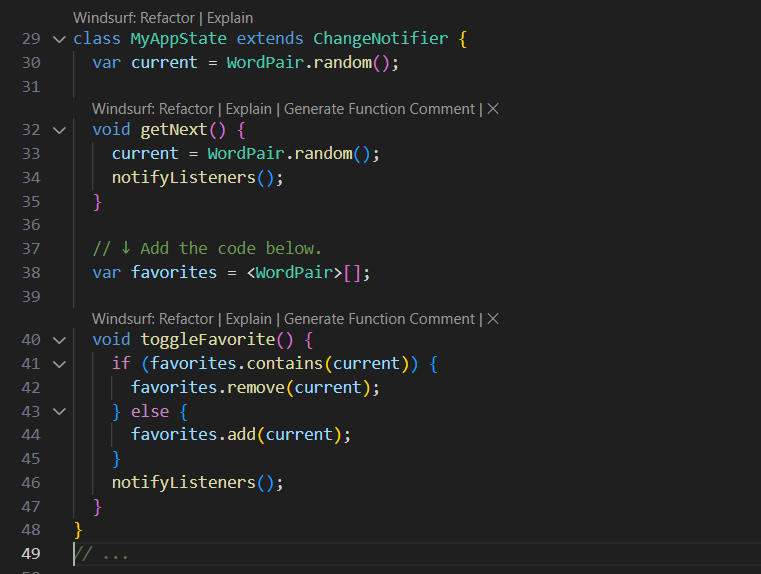 Windsurf: Refactor | Explain
29 class MyAppState extends ChangeNotifier {
30 var current = WordPair.random();
31
Windsurf: Refactor | Explain | Generate Function Comment | ×
32 void getNext() {
33 current = WordPair.random();
34 notifyListeners();
35 }
36
37 // ↓ Add the code below.
38 var favorites = <WordPair>[];
39
Windsurf: Refactor | Explain | Generate Function Comment | ×
40 void toggleFavorite() {
41 if (favorites.contains(current)) {
42 favorites.remove(current);
43 } else {
44 favorites.add(current);
45 }
46 notifyListeners();
47 }
48 }
49 // ...